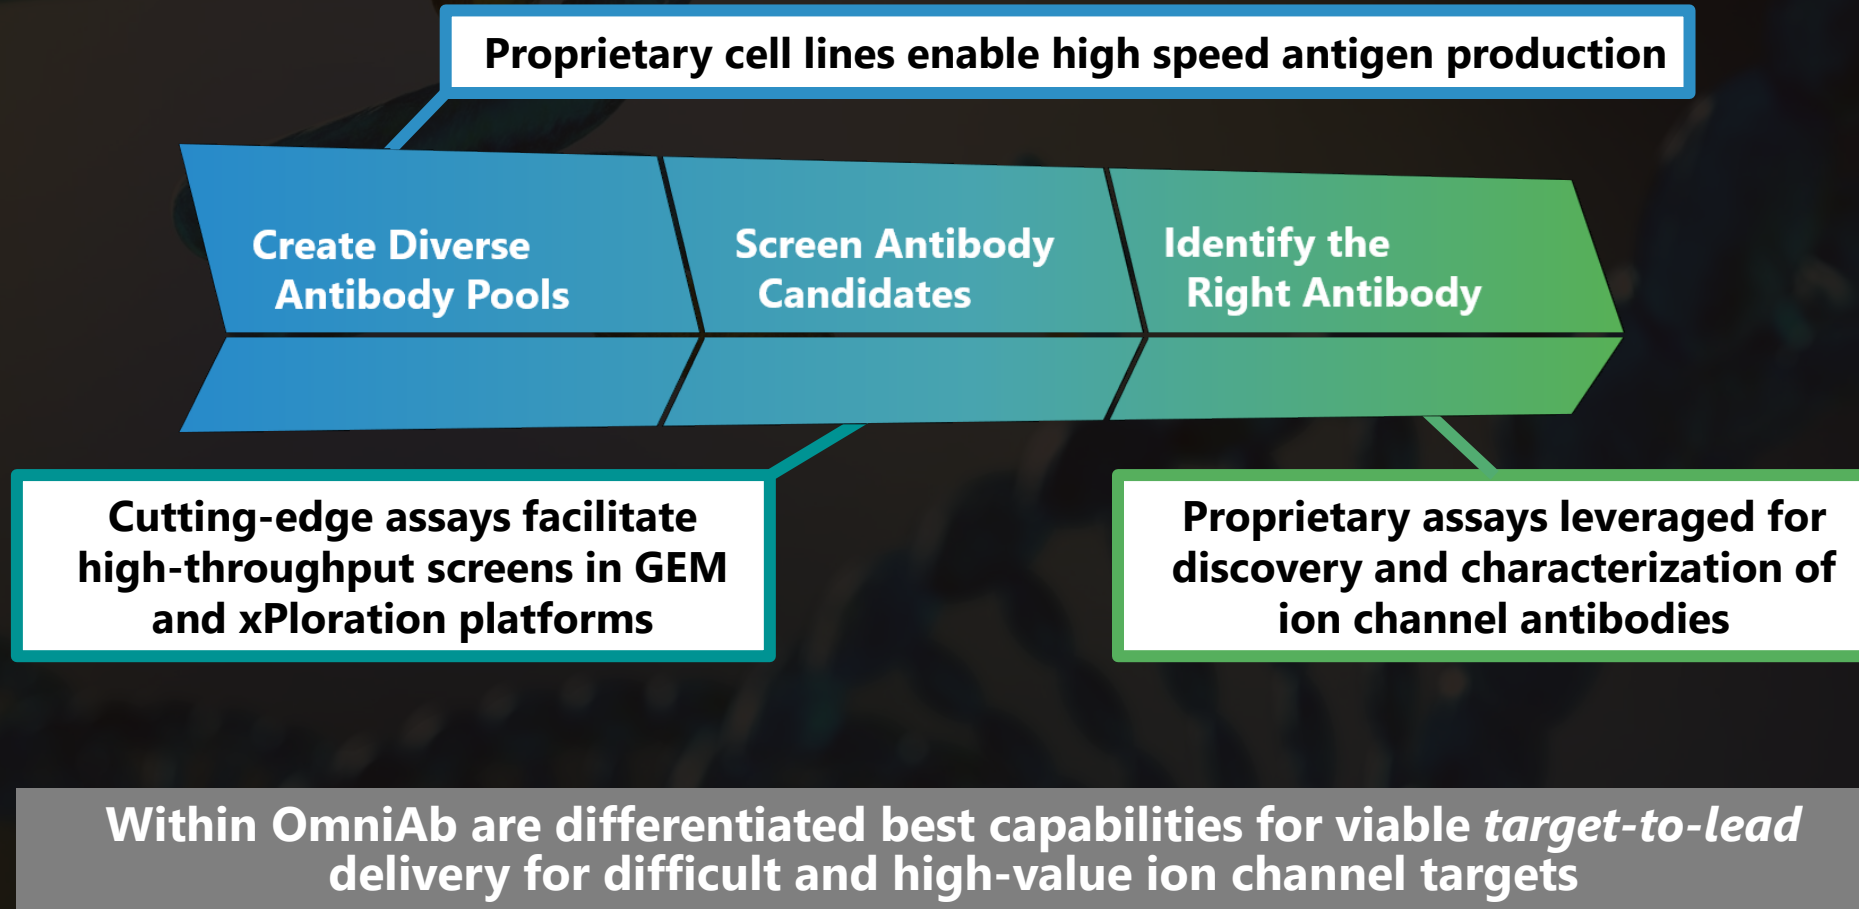 Proprietary cell lines enable high speed antigen production
Create Diverse
Antibody Pools
Screen Antibody
Candidates
Identify the
Right Antibody
Cutting-edge assays facilitate
high-throughput screens in GEM
and xPloration platforms
Proprietary assays leveraged for
discovery and characterization of
ion channel antibodies
Within OmniAb are differentiated best capabilities for viable target-to-lead
delivery for difficult and high-value ion channel targets